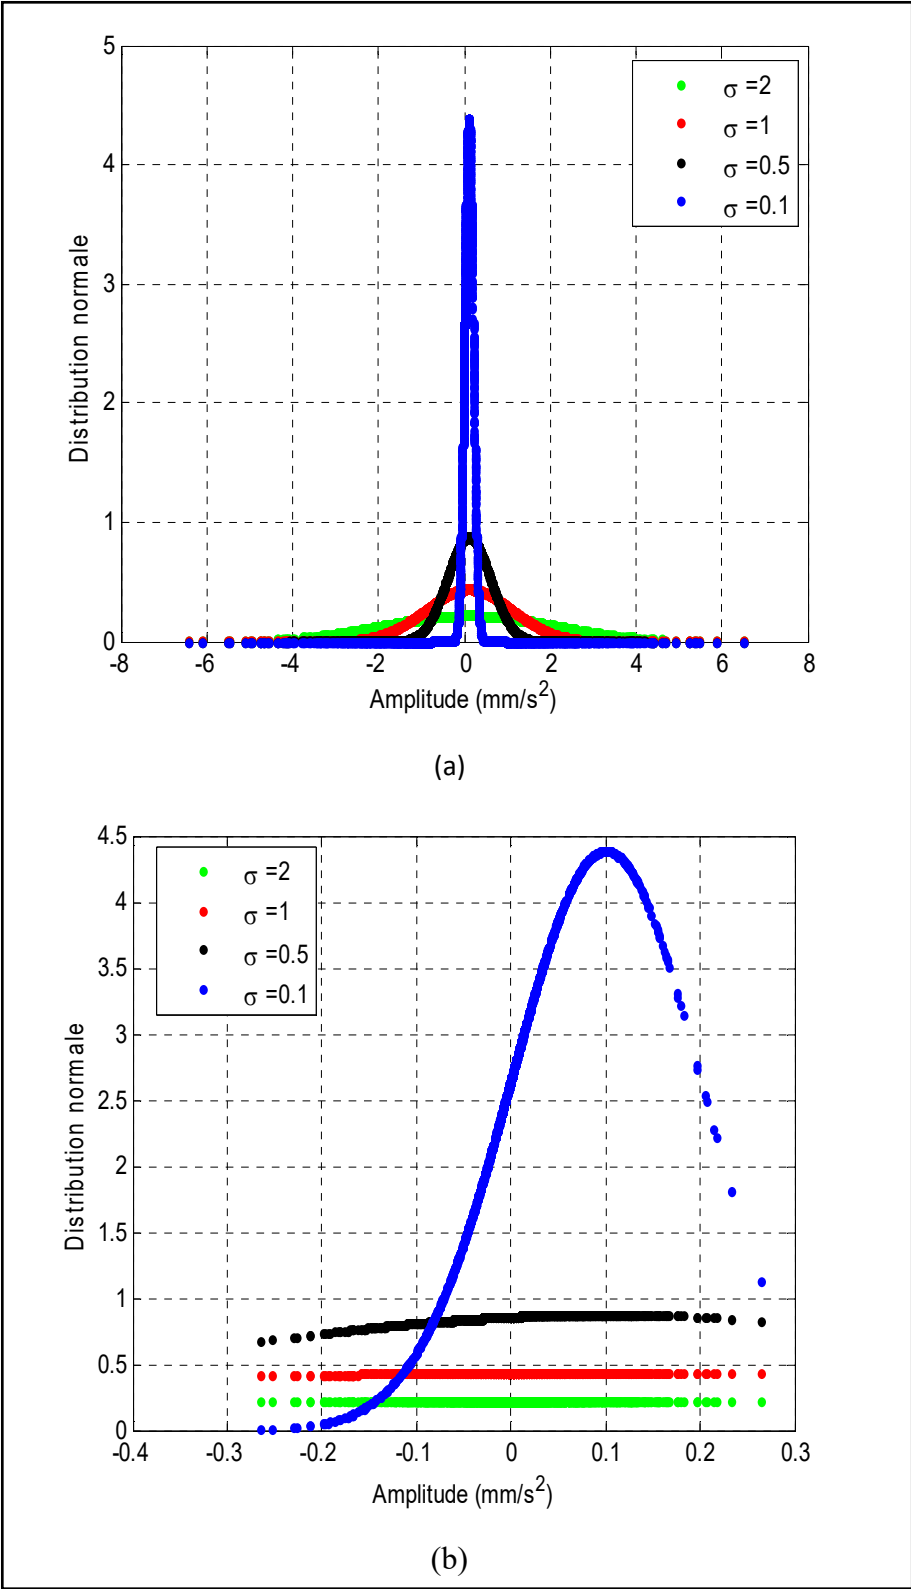 5
4
3
2
1
0
Distribution normale
σ =2
σ =1
σ =0.5
σ =0.1
-8 -6 -4 -2 0 2 4 6 8
Amplitude (mm/s²)
(a)
4.5
4
3.5
3
2.5
2
1.5
1
0.5
0
Distribution normale
σ =2
σ =1
σ =0.5
σ =0.1
-0.4 -0.3 -0.2 -0.1 0 0.1 0.2 0.3
Amplitude (mm/s²)
(b)